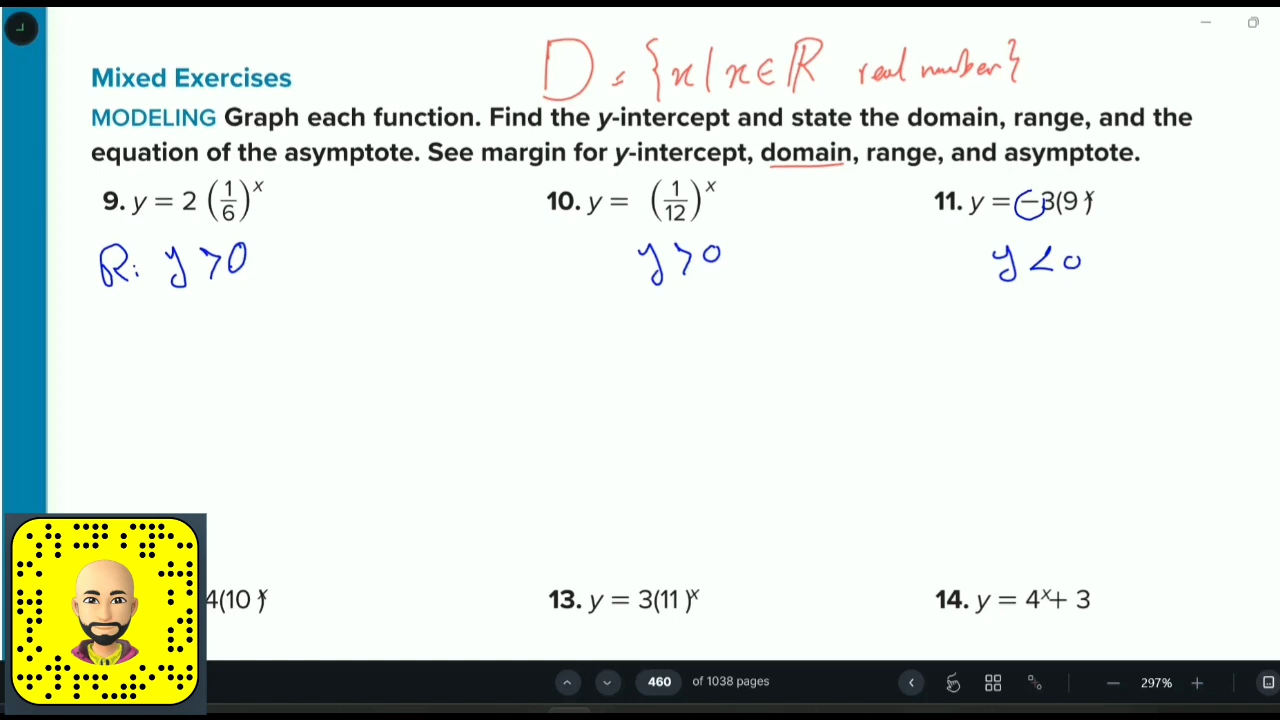 D = {x | x ∈ ℝ real number}
Mixed Exercises
MODELING Graph each function. Find the y-intercept and state the domain, range, and the
equation of the asymptote. See margin for y-intercept, domain, range, and asymptote.
9. y = 2 (1/6)^x
10. y = (1/12)^x
11. y = −3(9)^x
R: y > 0
y > 0
y < 0
4(10)^x
13. y = 3(11)^x
14. y = 4^x + 3
460 of 1038 pages
297%